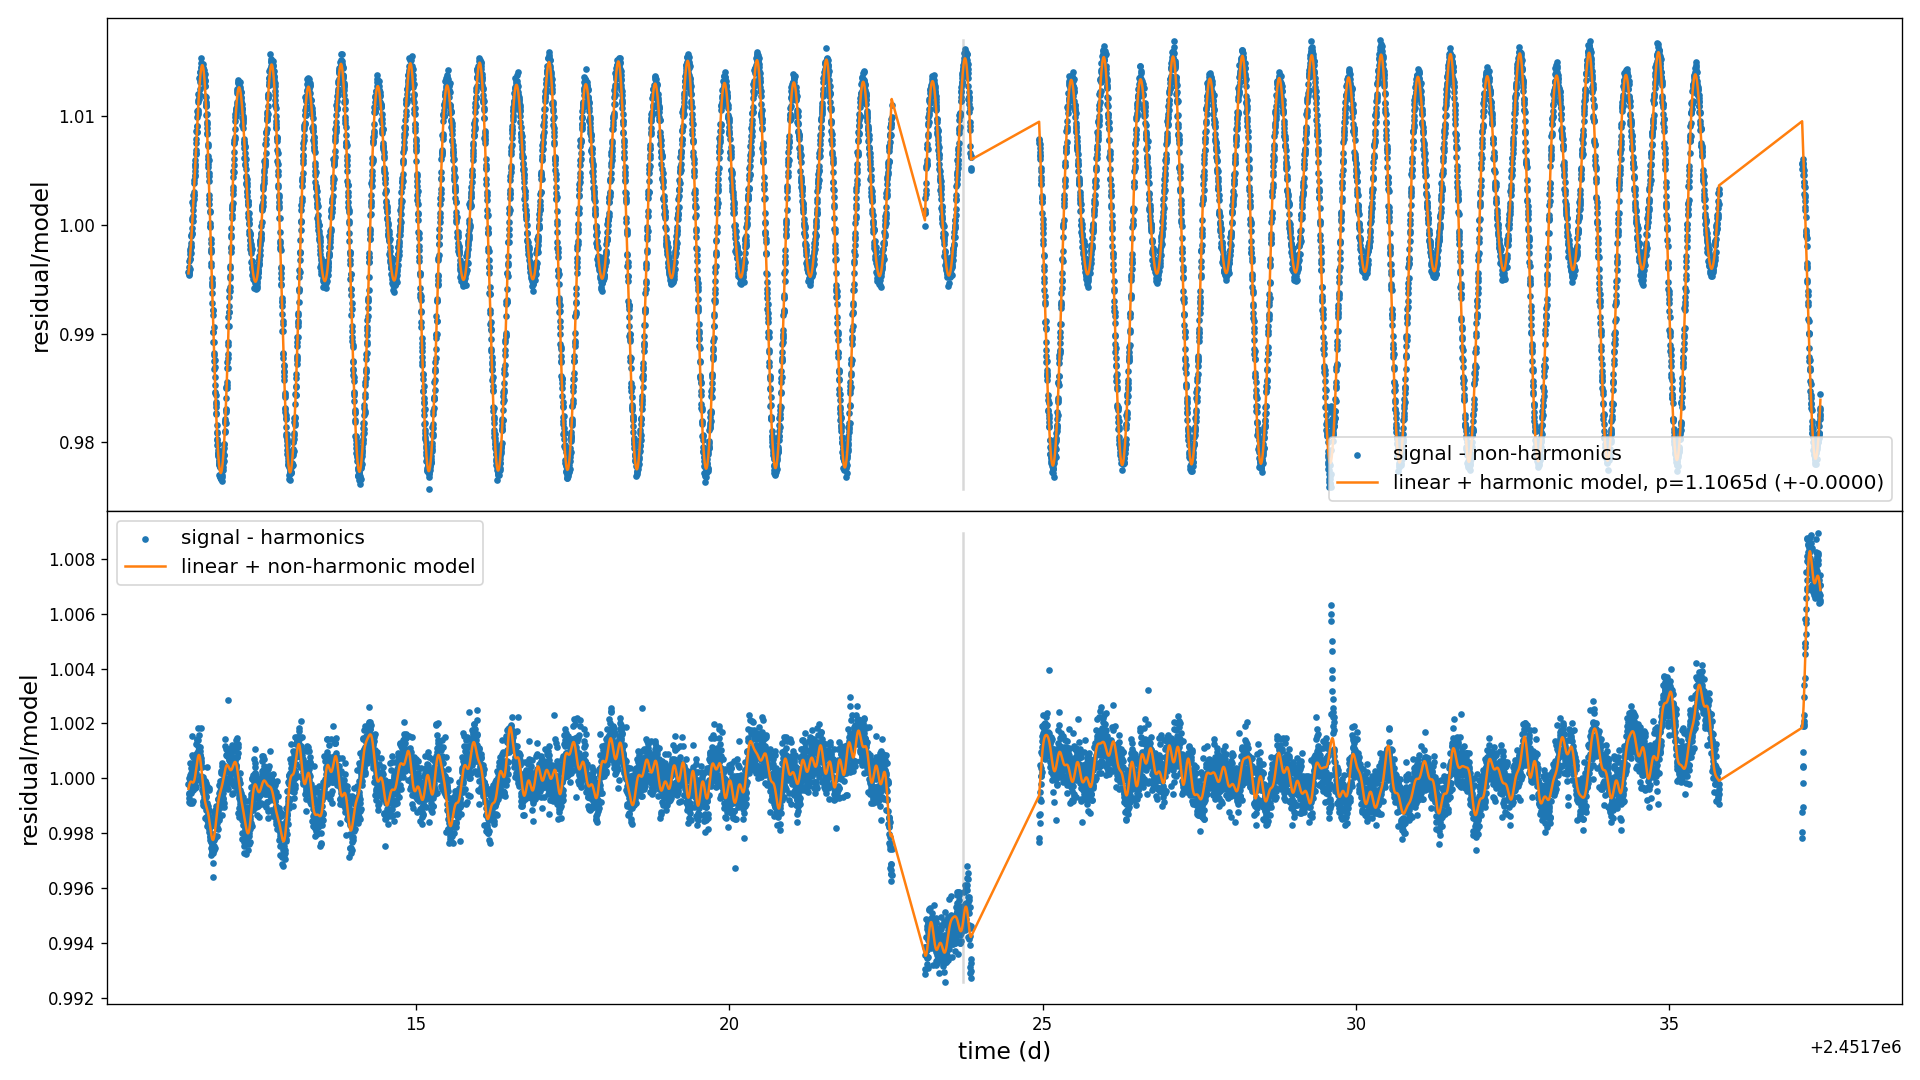 residual/model
1.01
1.00
0.99
0.98
signal - non-harmonics
linear + harmonic model, p=1.1065d (+-0.0000)
signal - harmonics
linear + non-harmonic model
residual/model
1.008
1.006
1.004
1.002
1.000
0.998
0.996
0.994
0.992
15
20
25
30
35
time (d)
+2.4517e6